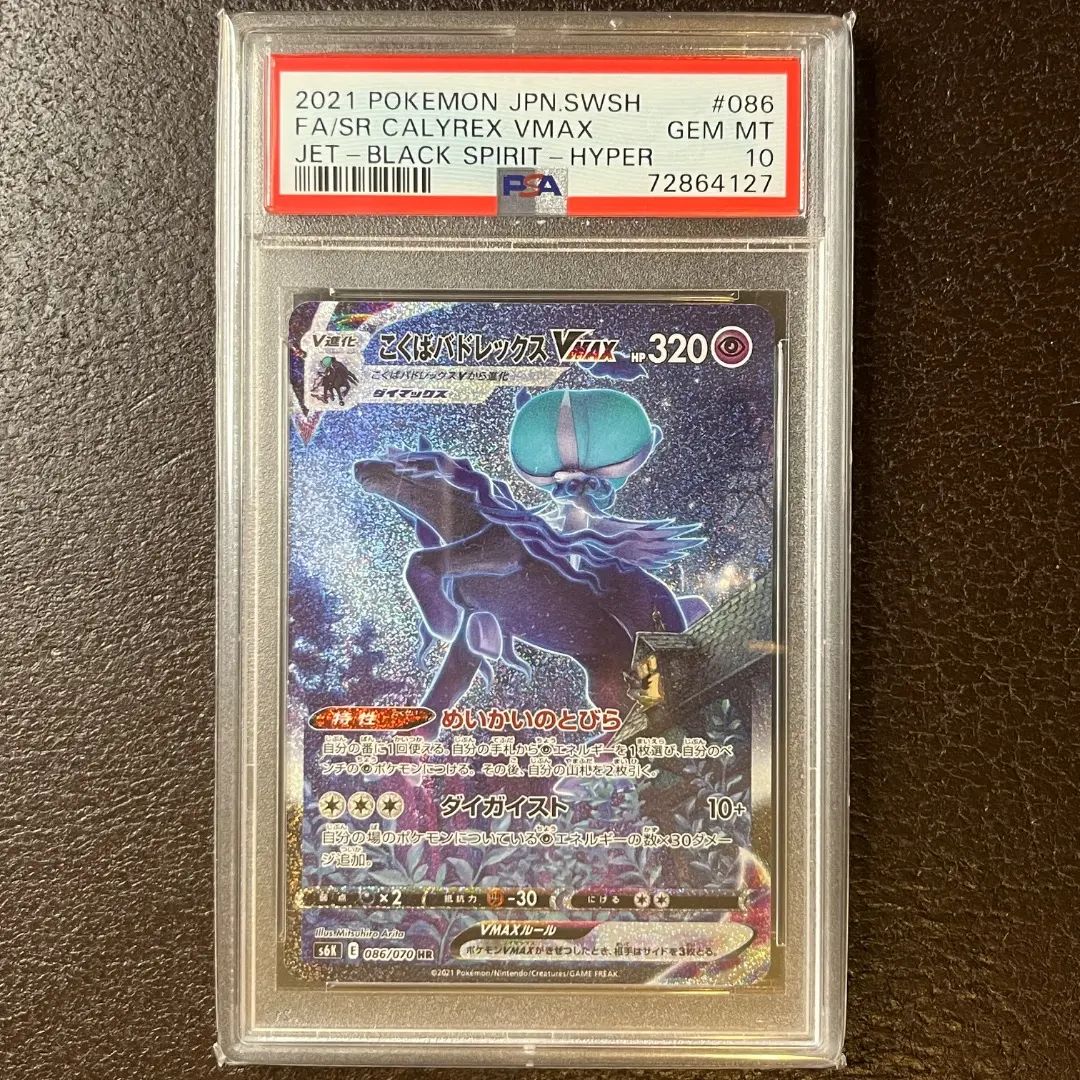 2021 POKEMON JPN.SWSH #086
FA/SR CALYREX VMAX GEM MT
JET-BLACK SPIRIT-HYPER 10
PSA 72864127
V進化 こくばバドレックス VMAX HP 320
こくばバドレックスVから進化
ダイマックス
特性 めいかいのとびら
自分の番に1回使える。自分の手札からエネルギーを1枚選び、自分のベ
ンチのポケモンにつける。その後、自分の山札を2枚引く。
ダイガイスト 10+
自分の場のポケモンについているエネルギーの数×30ダメー
ジ追加。
弱点 ×2 抵抗力 -30 にげる
Illus. Mitsuhiro Arita VMAXルール
s6K E 086/070 HR ポケモンVMAXがきぜつしたとき、相手はサイドを3枚とる。
©2021 Pokémon/Nintendo/Creatures/GAME FREAK.